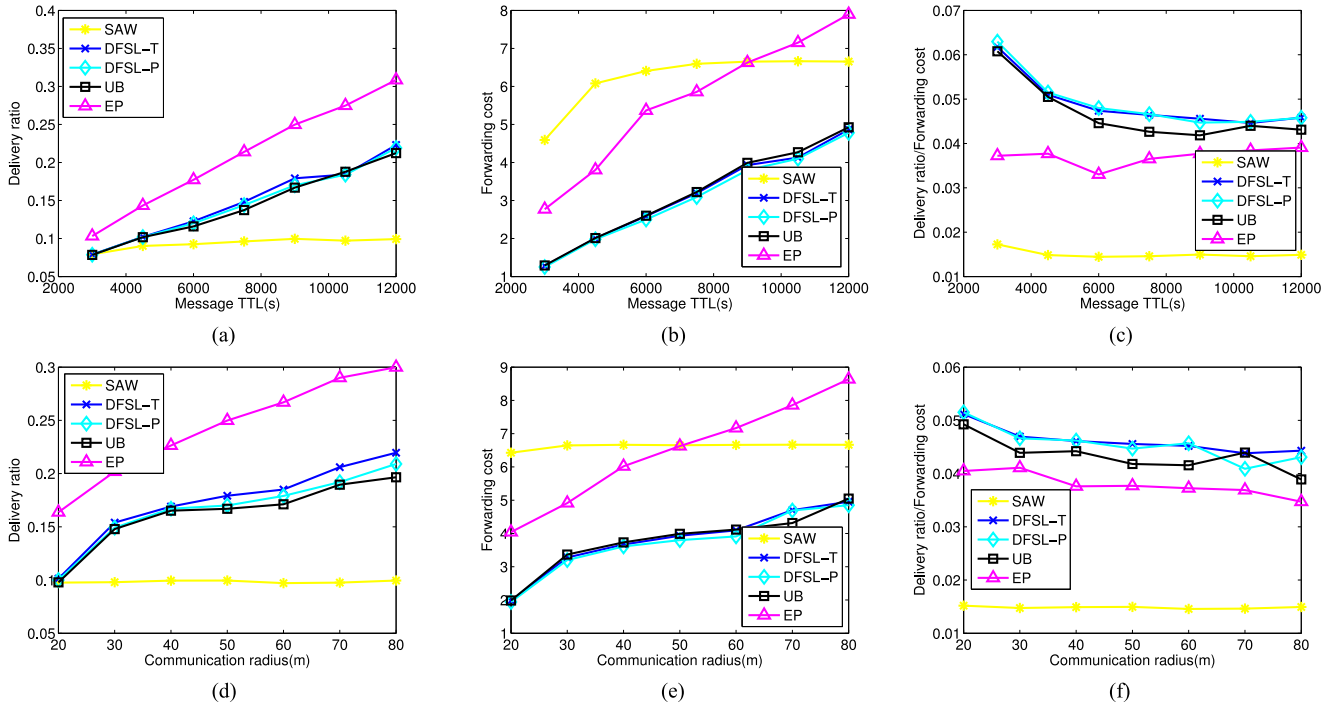 0.4
0.35
0.3
0.25
0.2
0.15
0.1
0.05
Delivery ratio
SAW
DFSL-T
DFSL-P
UB
EP
2000 4000 6000 8000 10000 12000
Message TTL(s)
(a)
8
7
6
5
4
3
2
1
Forwarding cost
SAW
DFSL-T
DFSL-P
UB
EP
2000 4000 6000 8000 10000 12000
Message TTL(s)
(b)
0.07
0.06
0.05
0.04
0.03
0.02
0.01
Delivery ratio/Forwarding cost
SAW
DFSL-T
DFSL-P
UB
EP
2000 4000 6000 8000 10000 12000
Message TTL(s)
(c)
0.3
0.25
0.2
0.15
0.1
0.05
Delivery ratio
SAW
DFSL-T
DFSL-P
UB
EP
20 30 40 50 60 70 80
Communication radius(m)
(d)
9
8
7
6
5
4
3
2
1
Forwarding cost
SAW
DFSL-T
DFSL-P
UB
EP
20 30 40 50 60 70 80
Communication radius(m)
(e)
0.06
0.05
0.04
0.03
0.02
0.01
Delivery ratio/Forwarding cost
SAW
DFSL-T
DFSL-P
UB
EP
20 30 40 50 60 70 80
Communication radius(m)
(f)